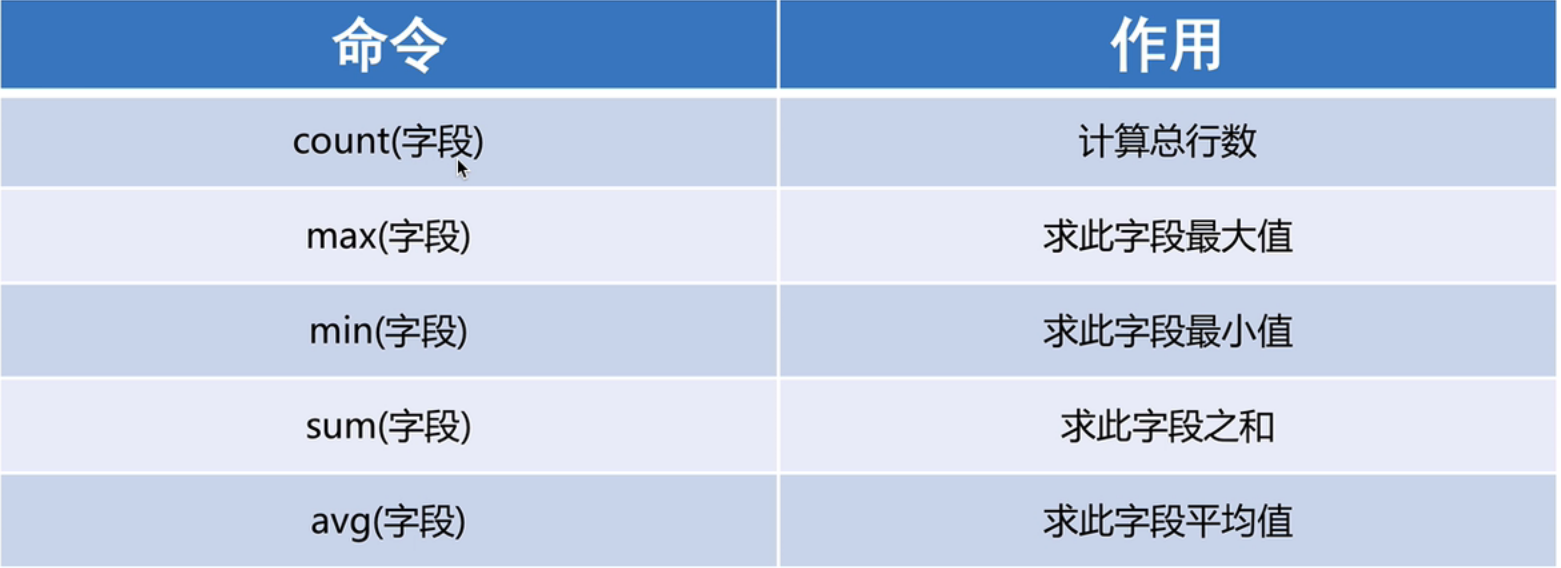 命令 作用
count(字段) 计算总行数
max(字段) 求此字段最大值
min(字段) 求此字段最小值
sum(字段) 求此字段之和
avg(字段) 求此字段平均值